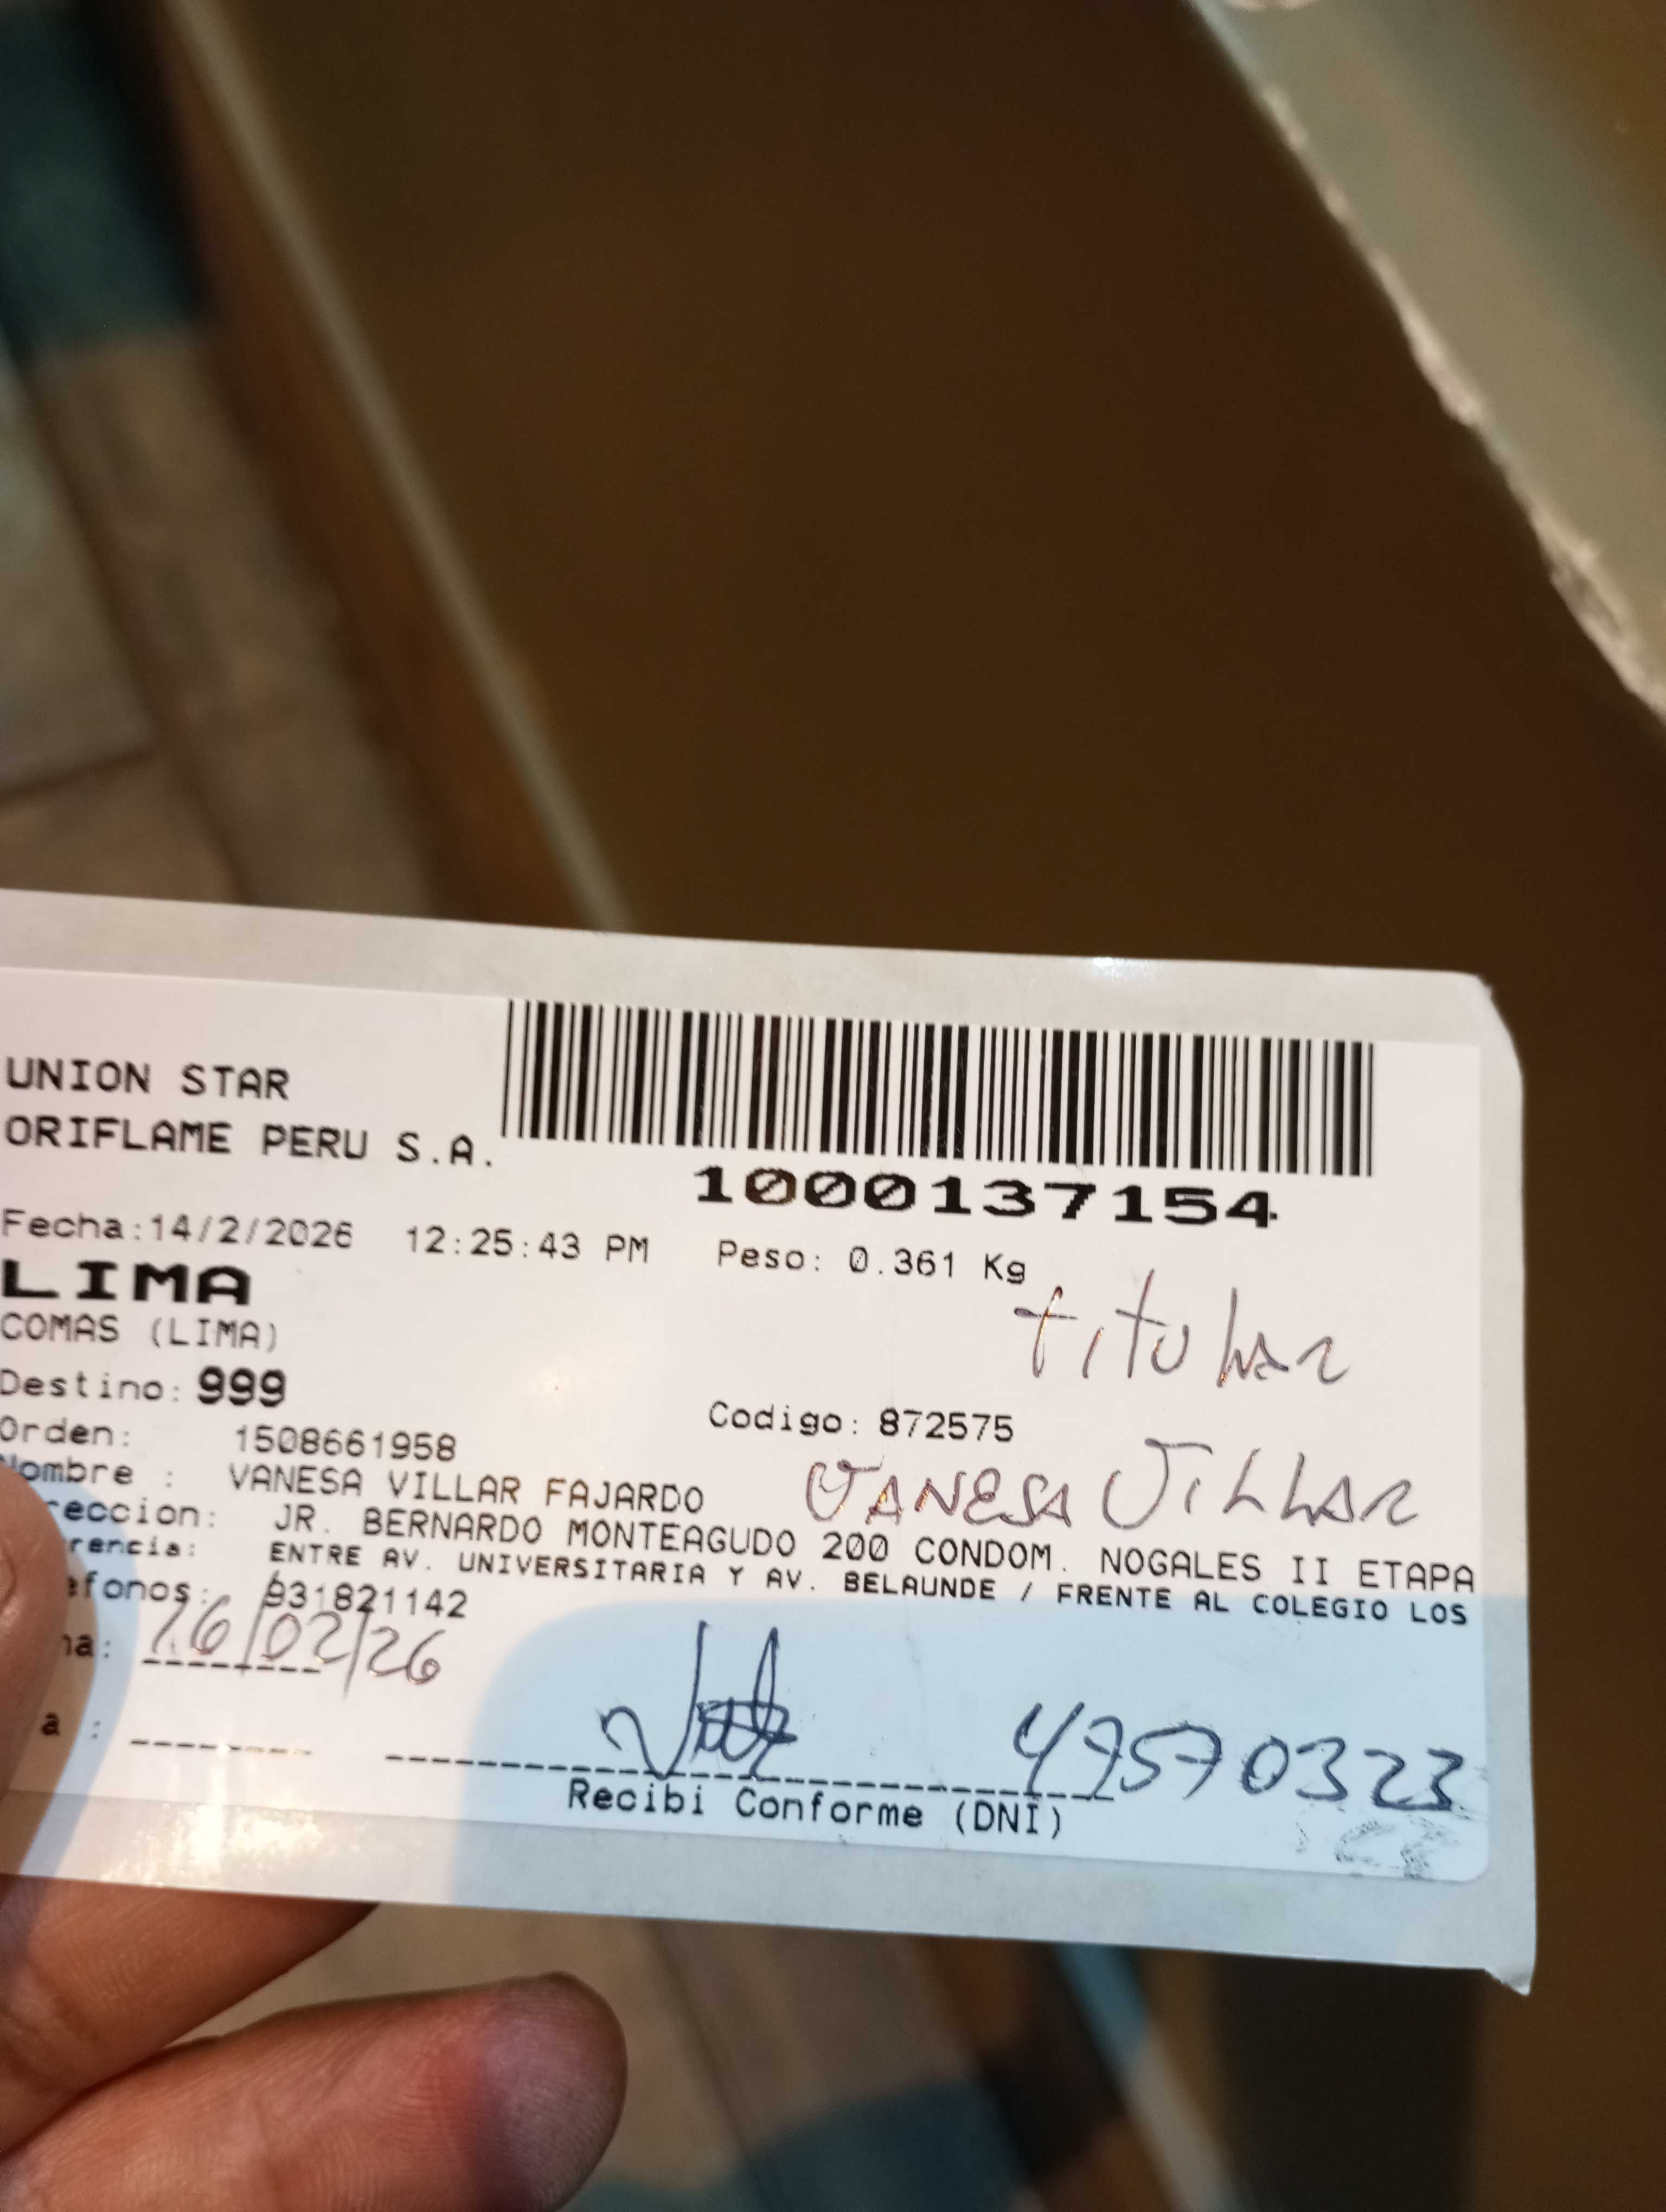 UNION STAR
ORIFLAME PERU S.A.
1000137154
Fecha:14/2/2026 12:25:43 PM Peso: 0.361 Kg
LIMA
titular
COMAS (LIMA)
Destino: 999
Codigo: 872575
Orden: 1508661958
Nombre : VANESA VILLAR FAJARDO
VANESA VILLAR
reccion: JR. BERNARDO MONTEAGUDO 200 CONDOM. NOGALES II ETAPA
rencia: ENTRE AV. UNIVERSITARIA Y AV. BELAUNDE / FRENTE AL COLEGIO LOS
efonos: 931821142
ha: 16/02/26
a :
Recibi Conforme (DNI)